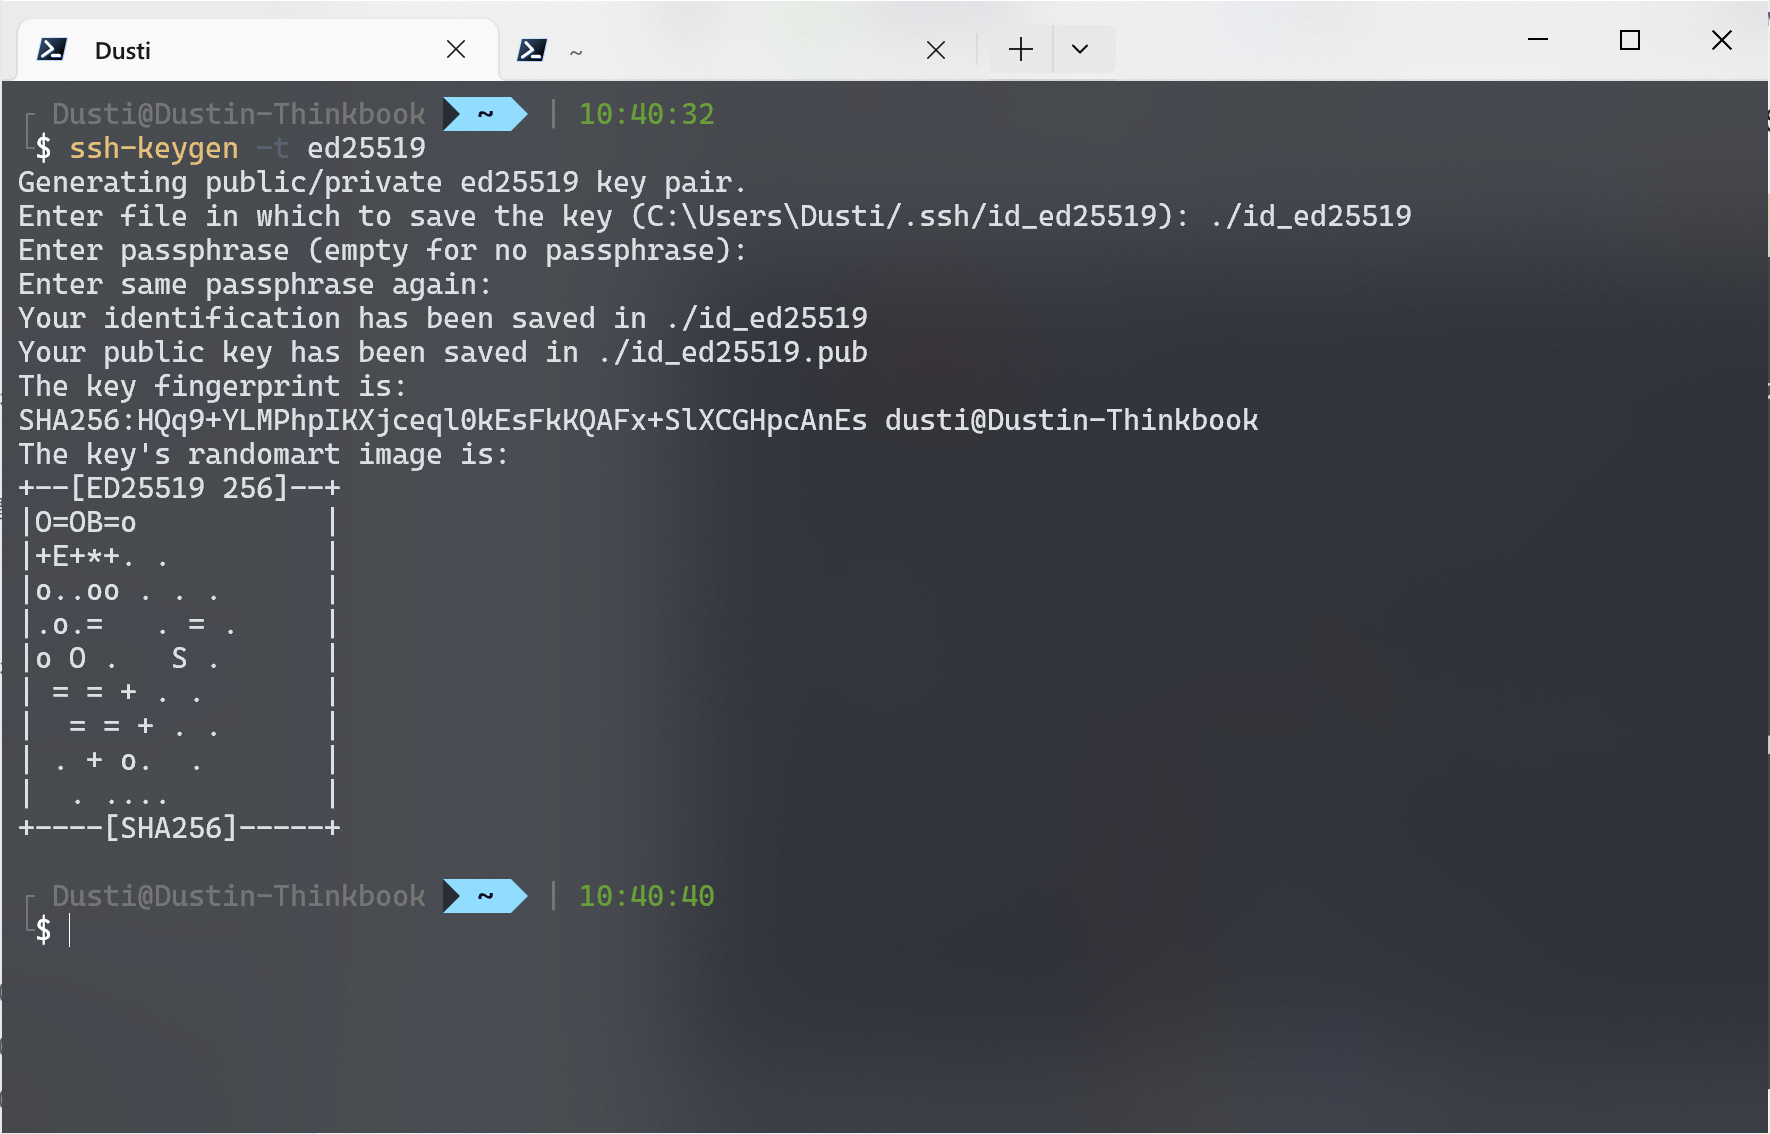 Dusti
~
Dusti@Dustin-Thinkbook ~ | 10:40:32
$ ssh-keygen -t ed25519
Generating public/private ed25519 key pair.
Enter file in which to save the key (C:\Users\Dusti/.ssh/id_ed25519): ./id_ed25519
Enter passphrase (empty for no passphrase):
Enter same passphrase again:
Your identification has been saved in ./id_ed25519
Your public key has been saved in ./id_ed25519.pub
The key fingerprint is:
SHA256:HQq9+YLMPhpIKXjceql0kEsFkKQAFx+SlXCGHpcAnEs dusti@Dustin-Thinkbook
The key's randomart image is:
+--[ED25519 256]--+
|O=OB=o           |
|+E+*+. .         |
|o..oo . . .      |
|.o.=   . = .     |
|o O .   S .      |
| = = + . .       |
|  = = + . .      |
| . + o.  .       |
|  . ....         |
+----[SHA256]-----+
Dusti@Dustin-Thinkbook ~ | 10:40:40
$